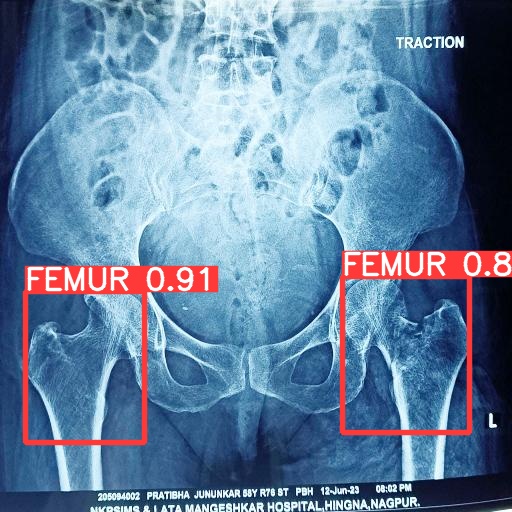 TRACTION
FEMUR 0.91
FEMUR 0.8
L
205094002 PRATIBHA JUNUNKAR 58Y R76 ST PBH 12-Jun-23 08:02 PM
NKPSIMS & LATA MANGESHKAR HOSPITAL,HINGNA,NAGPUR.